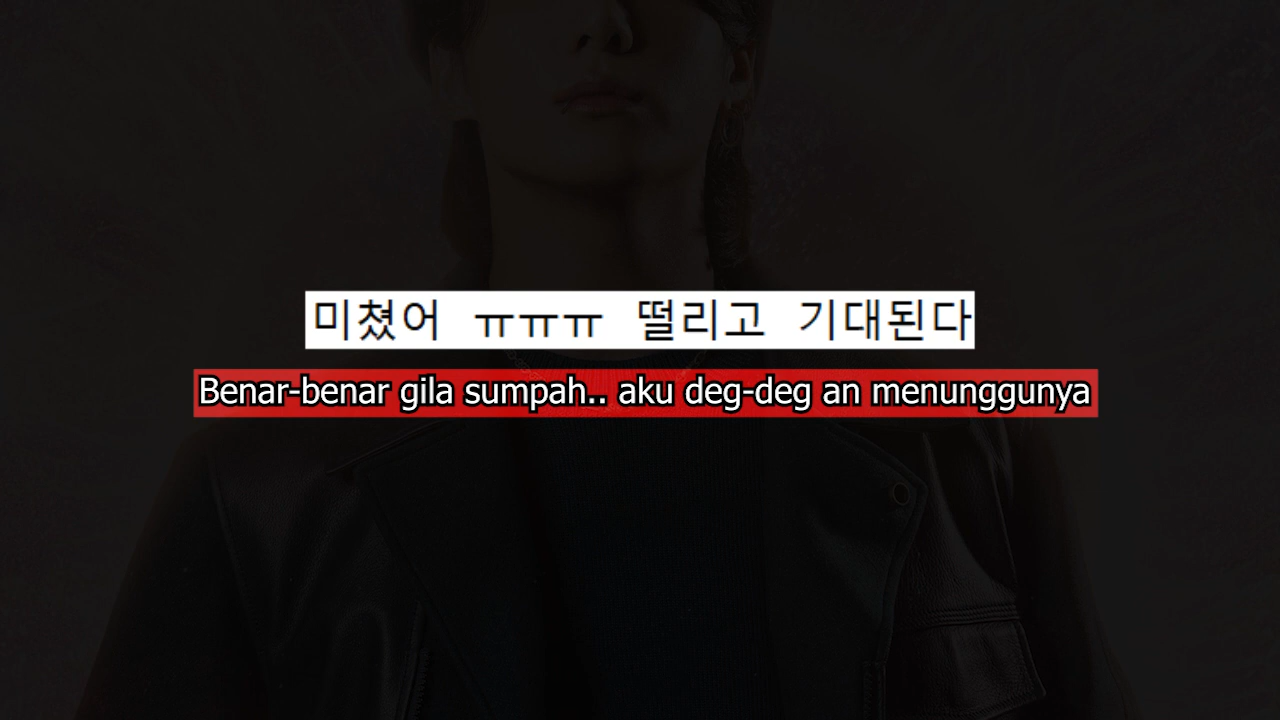 미쳤어 ㅠㅠㅠ 떨리고 기대된다
Benar-benar gila sumpah.. aku deg-deg an menunggunya